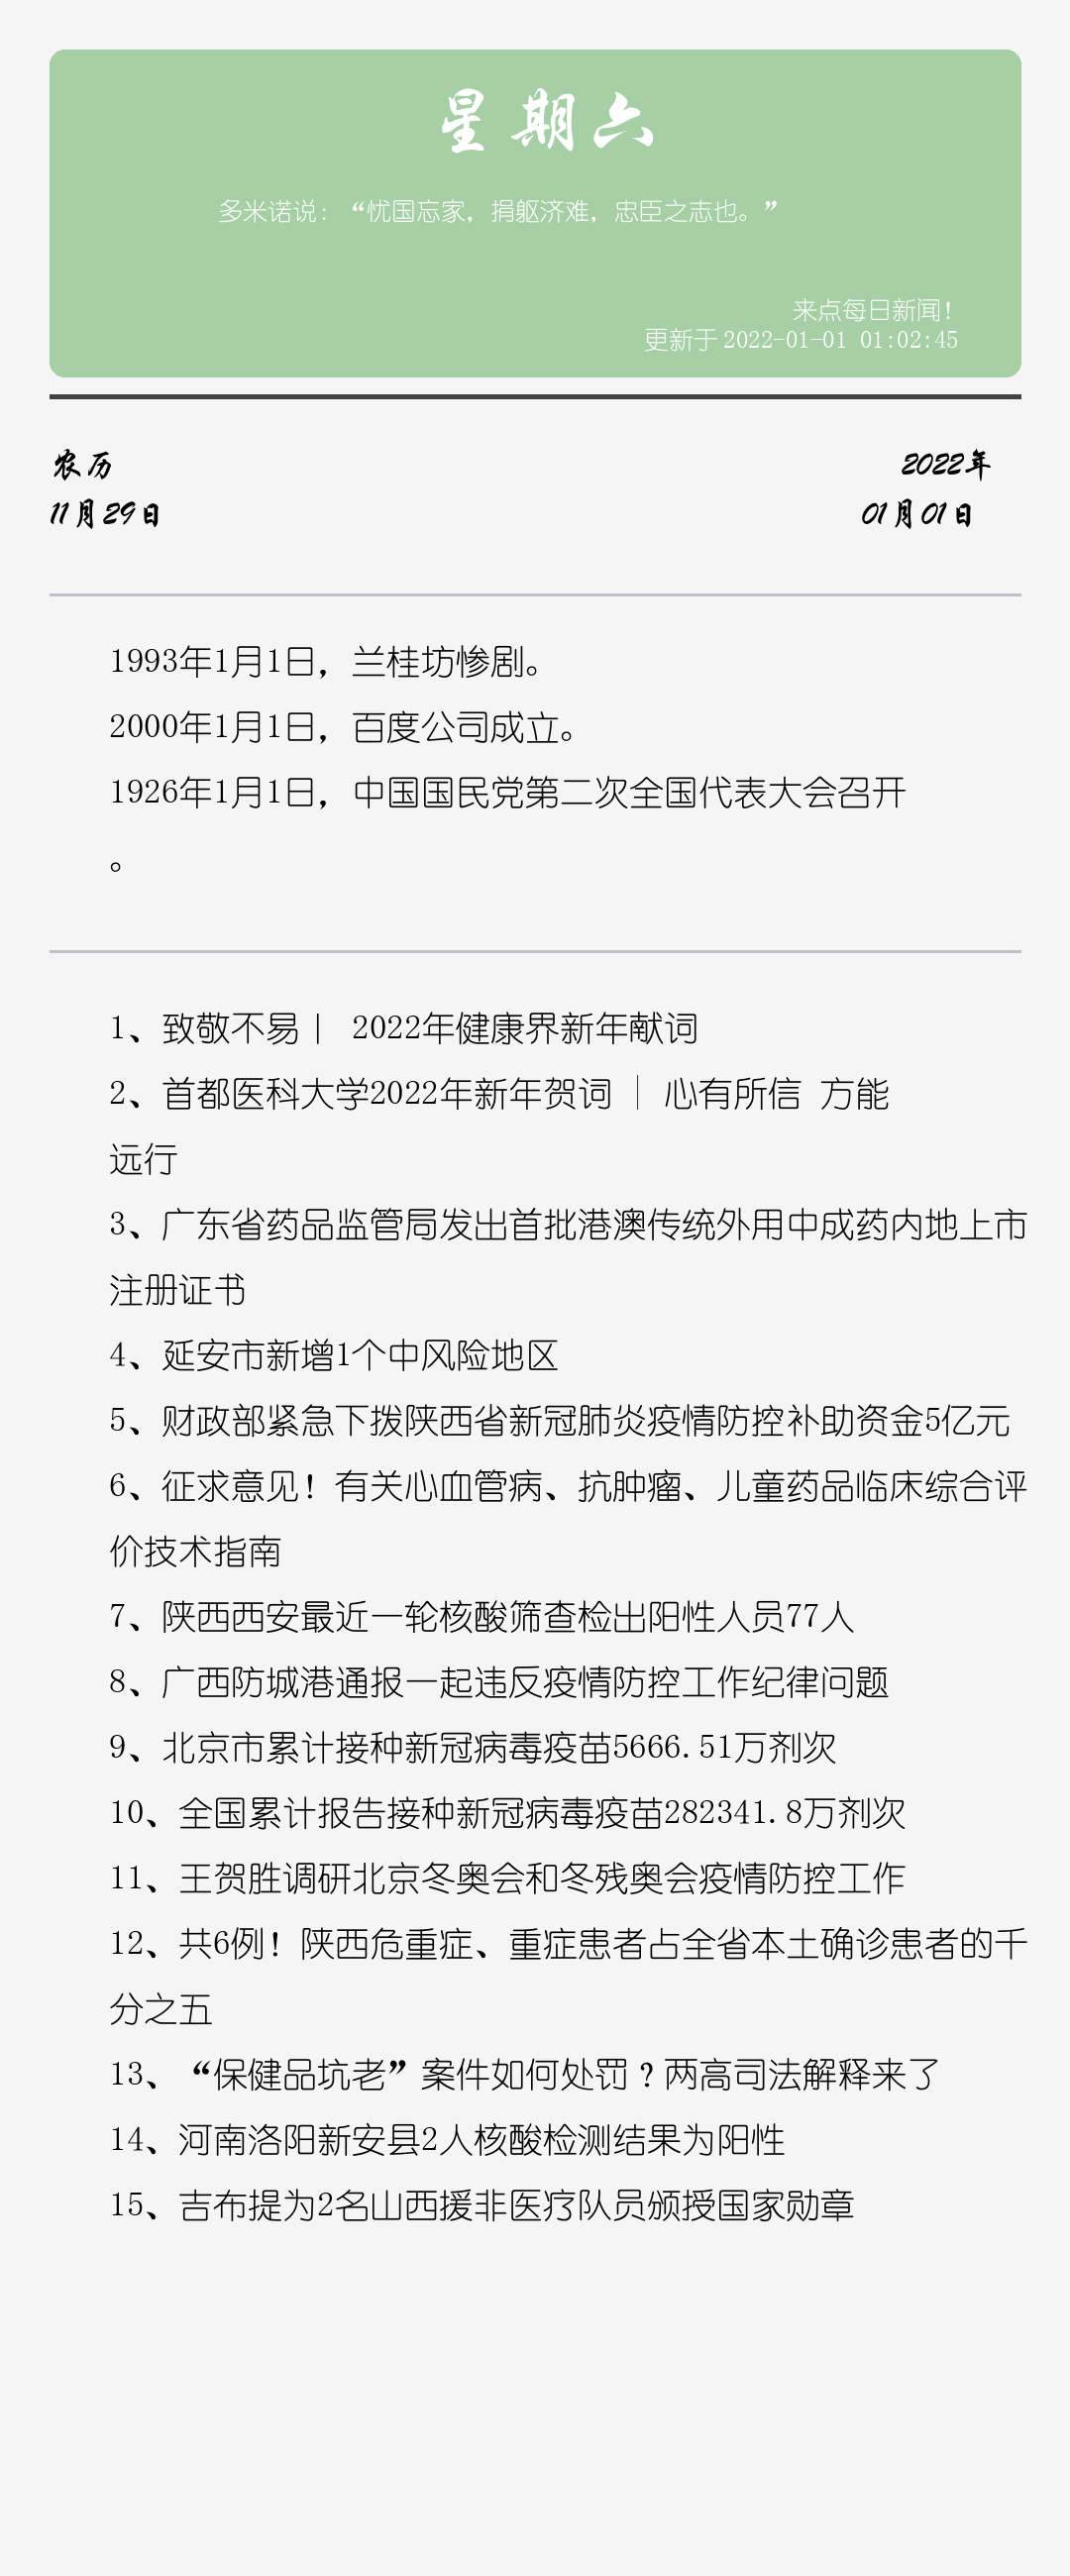 星期六
多米诺说：“忧国忘家，捐躯济难，忠臣之志也。”
来点每日新闻！
更新于 2022-01-01 01:02:45
农历
2022年
11月29日
01月01日
1993年1月1日，兰桂坊惨剧。
2000年1月1日，百度公司成立。
1926年1月1日，中国国民党第二次全国代表大会召开
。
1、致敬不易丨 2022年健康界新年献词
2、首都医科大学2022年新年贺词 │ 心有所信 方能
远行
3、广东省药品监管局发出首批港澳传统外用中成药内地上市
注册证书
4、延安市新增1个中风险地区
5、财政部紧急下拨陕西省新冠肺炎疫情防控补助资金5亿元
6、征求意见！有关心血管病、抗肿瘤、儿童药品临床综合评
价技术指南
7、陕西西安最近一轮核酸筛查检出阳性人员77人
8、广西防城港通报一起违反疫情防控工作纪律问题
9、北京市累计接种新冠病毒疫苗5666.51万剂次
10、全国累计报告接种新冠病毒疫苗282341.8万剂次
11、王贺胜调研北京冬奥会和冬残奥会疫情防控工作
12、共6例！陕西危重症、重症患者占全省本土确诊患者的千
分之五
13、“保健品坑老”案件如何处罚？两高司法解释来了
14、河南洛阳新安县2人核酸检测结果为阳性
15、吉布提为2名山西援非医疗队员颁授国家勋章